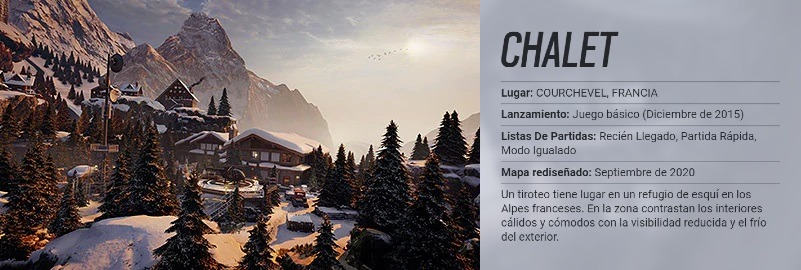 CHALET
Lugar: COURCHEVEL, FRANCIA
Lanzamiento: Juego básico (Diciembre de 2015)
Listas De Partidas: Recién Llegado, Partida Rápida,
Modo Igualado
Mapa rediseñado: Septiembre de 2020
Un tiroteo tiene lugar en un refugio de esquí en los
Alpes franceses. En la zona contrastan los interiores
cálidos y cómodos con la visibilidad reducida y el frío
del exterior.